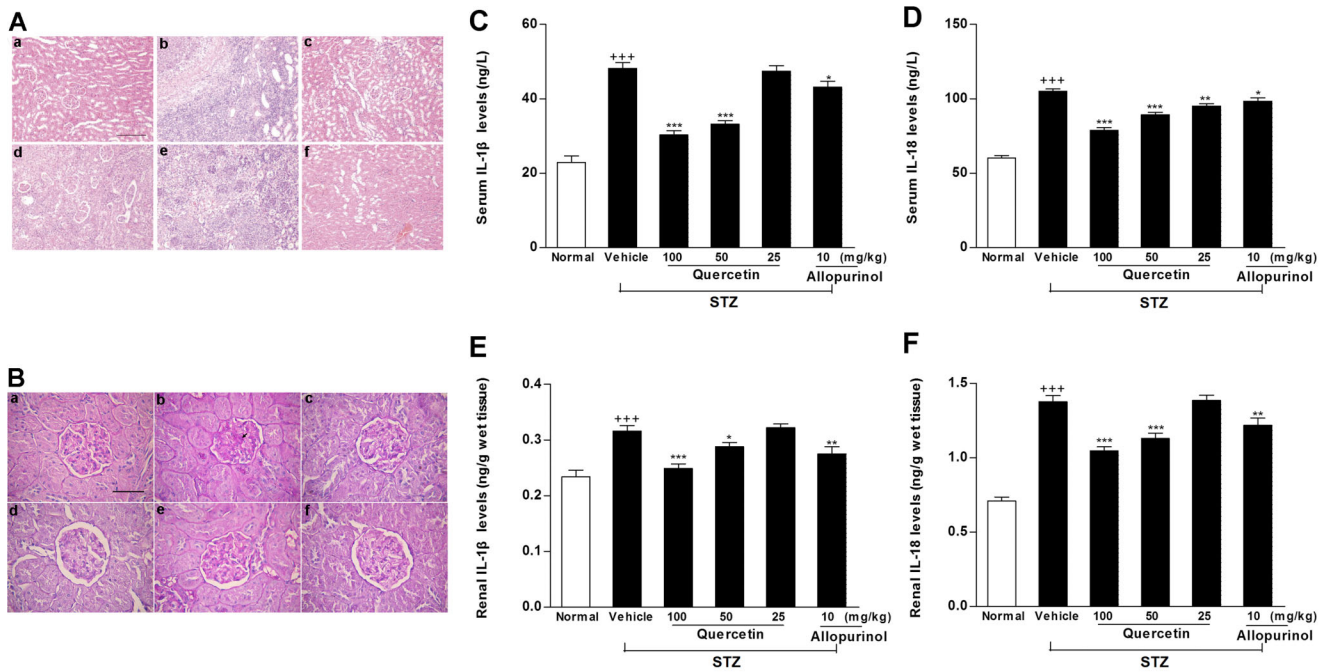 A
a
b
c
d
e
f
B
a
b
c
d
e
f
C
Serum IL-1β levels (ng/L)
60
40
20
0
+++
***
***
*
Normal Vehicle 100 50 25 10 (mg/kg)
Quercetin Allopurinol
STZ
D
Serum IL-18 levels (ng/L)
150
100
50
0
+++
***
***
**
*
Normal Vehicle 100 50 25 10 (mg/kg)
Quercetin Allopurinol
STZ
E
Renal IL-1β levels (ng/g wet tissue)
0.4
0.3
0.2
0.1
0.0
+++
***
*
**
Normal Vehicle 100 50 25 10 (mg/kg)
Quercetin Allopurinol
STZ
F
Renal IL-18 levels (ng/g wet tissue)
1.5
1.0
0.5
0.0
+++
***
***
**
Normal Vehicle 100 50 25 10 (mg/kg)
Quercetin Allopurinol
STZ